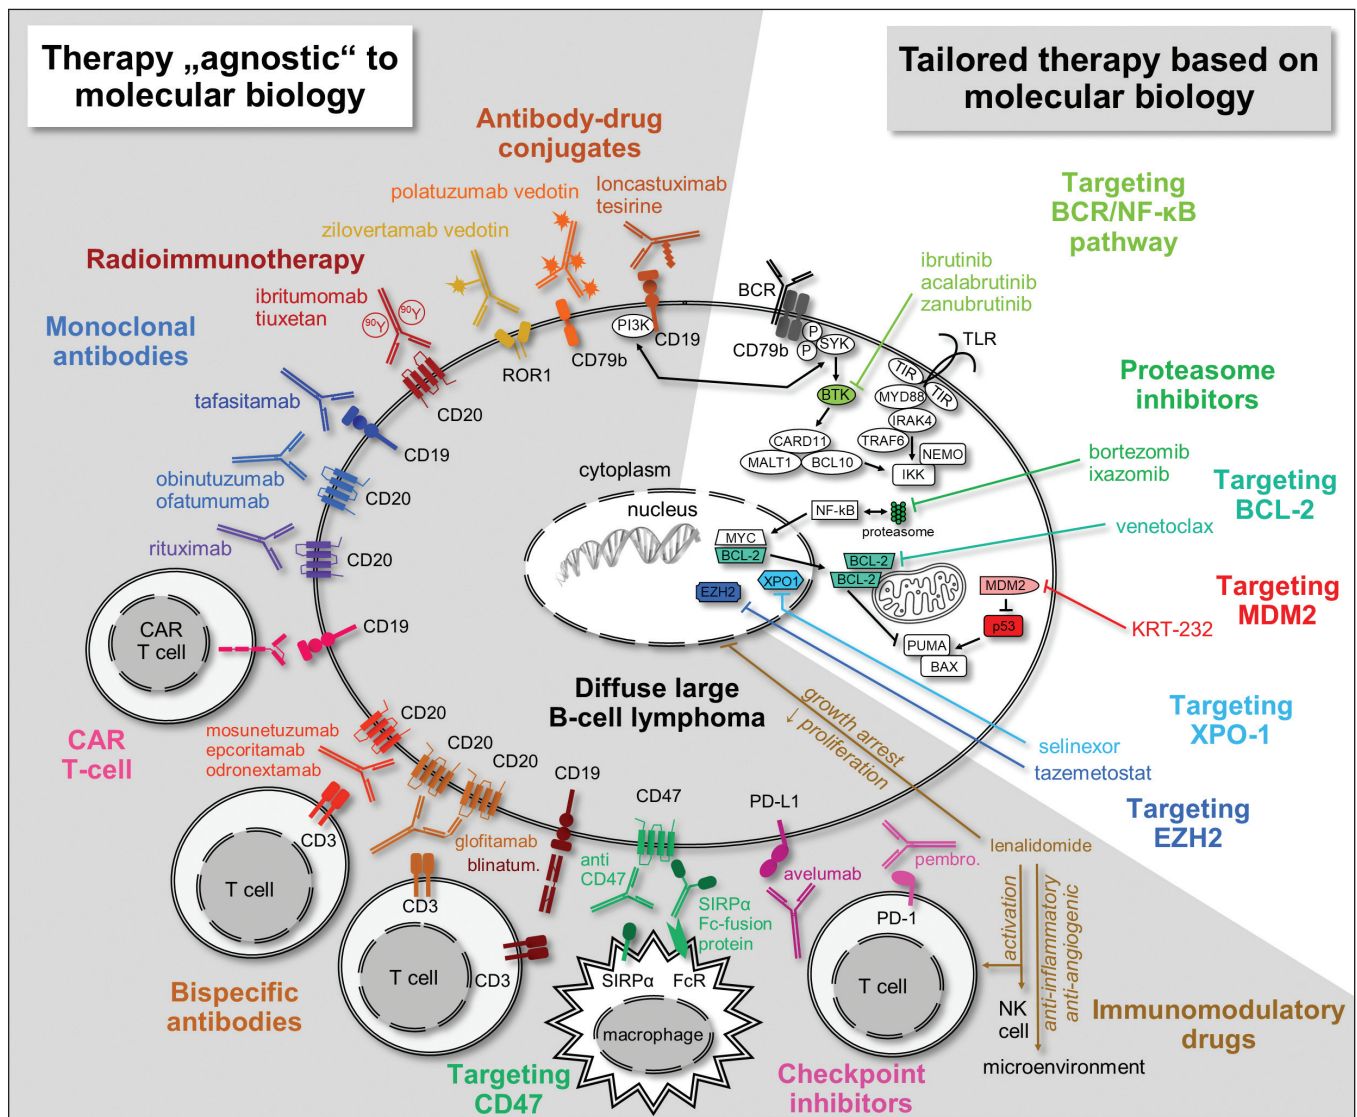 Therapy „agnostic“ to
molecular biology
Tailored therapy based on
molecular biology
Antibody-drug
conjugates
polatuzumab vedotin
loncastuximab
tesirine
zilovertamab vedotin
Radioimmunotherapy
ibritumomab
tiuxetan
90Y
90Y
Monoclonal
antibodies
tafasitamab
obinutuzumab
ofatumumab
rituximab
CD20
CD19
CD20
CD20
ROR1
CD79b
PI3K
CD19
BCR
CD79b
P
P
SYK
BTK
CARD11
MALT1
BCL10
TLR
TIR
TIR
MYD88
IRAK4
TRAF6
NEMO
IKK
NF-kB
proteasome
Targeting
BCR/NF-κB
pathway
ibrutinib
acalabrutinib
zanubrutinib
Proteasome
inhibitors
bortezomib
ixazomib
Targeting
BCL-2
venetoclax
Targeting
MDM2
KRT-232
Targeting
XPO-1
selinexor
tazemetostat
Targeting
EZH2
cytoplasm
nucleus
MYC
BCL-2
EZH2
XPO1
BCL-2
BCL-2
MDM2
p53
PUMA
BAX
Diffuse large
B-cell lymphoma
growth arrest
↓ proliferation
CAR
T cell
CD19
CAR
T-cell
mosunetuzumab
epcoritamab
odronextamab
CD20
CD20
CD20
CD3
T cell
glofitamab
CD3
T cell
CD3
blinatum.
CD19
Bispecific
antibodies
CD47
anti
CD47
SIRPα
Fc-fusion
protein
SIRPα
FcR
macrophage
Targeting
CD47
PD-L1
avelumab
pembro.
PD-1
T cell
Checkpoint
inhibitors
lenalidomide
activation
anti-inflammatory
anti-angiogenic
NK
cell
microenvironment
Immunomodulatory
drugs